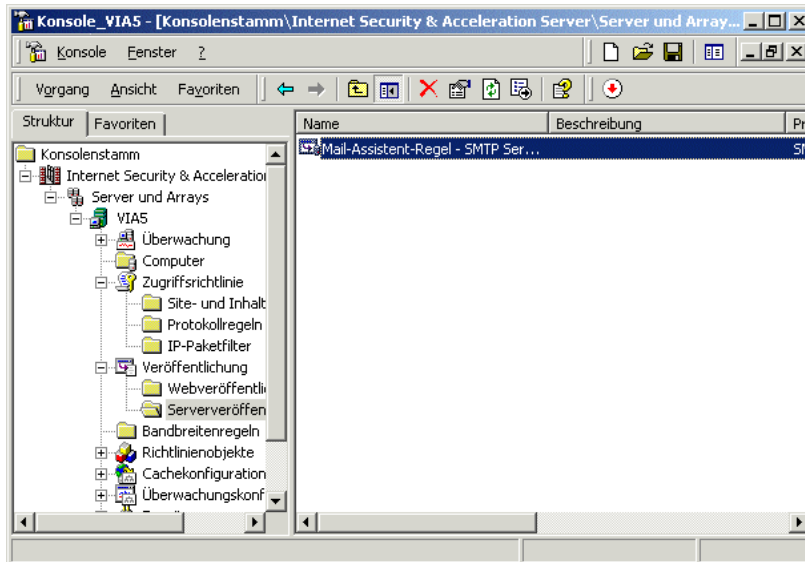 Konsole_VIA5 - [Konsolenstamm\Internet Security & Acceleration Server\Server und Array...
Konsole Fenster ?
Vorgang Ansicht Favoriten
Struktur Favoriten
Name Beschreibung Pr
Konsolenstamm
Mail-Assistent-Regel - SMTP Ser... SM
Internet Security & Acceleration
Server und Arrays
VIA5
Überwachung
Computer
Zugriffsrichtlinie
Site- und Inhalt
Protokollregeln
IP-Paketfilter
Veröffentlichung
Webveröffentli
Serververöffen
Bandbreitenregeln
Richtlinienobjekte
Cachekonfiguration
Überwachungskonf